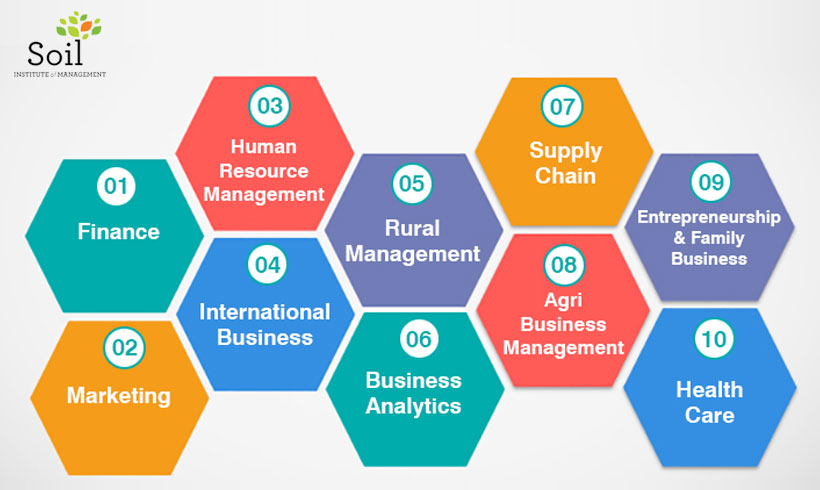 Soil
INSTITUTE of MANAGEMENT
01
Finance
02
Marketing
03
Human
Resource
Management
04
International
Business
05
Rural
Management
06
Business
Analytics
07
Supply
Chain
08
Agri
Business
Management
09
Entrepreneurship
& Family
Business
10
Health
Care